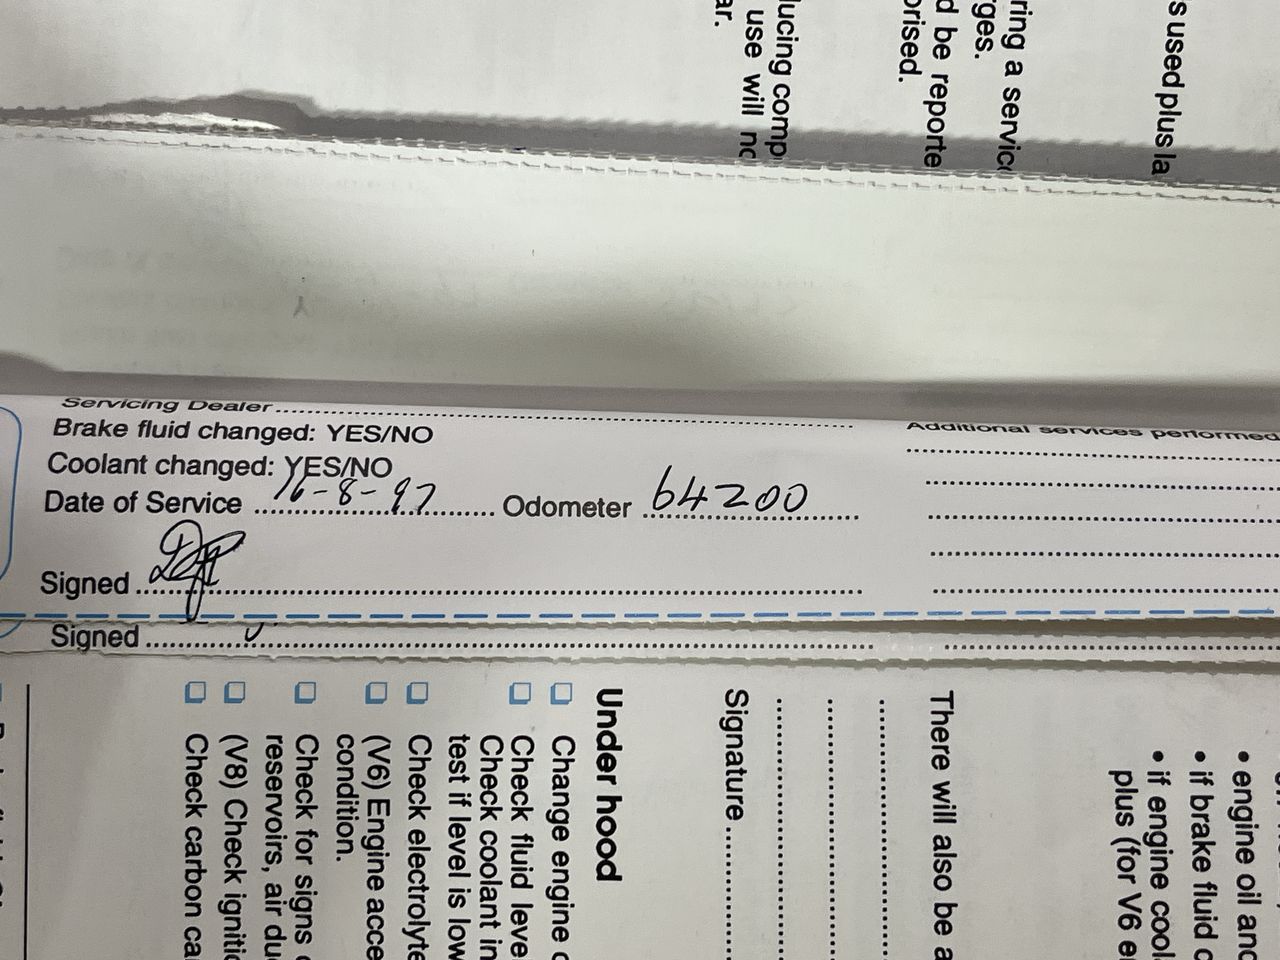 ducing comp
use will no
ar.
ring a servic
ges.
d be reporte
orised.
s used plus la
Servicing Dealer
Brake fluid changed: YES/NO
Coolant changed: YES/NO
Date of Service 16-8-97 Odometer 64200
Signed
Additional services performed
Signed
Under hood
Change engine o
Check fluid leve
Check coolant in
test if level is low
Check electrolyte
(V6) Engine acce
condition.
Check for signs o
reservoirs, air du
(V8) Check igniti
Check carbon ca
There will also be a
Signature
• engine oil and
• if brake fluid c
• if engine cool
plus (for V6 e